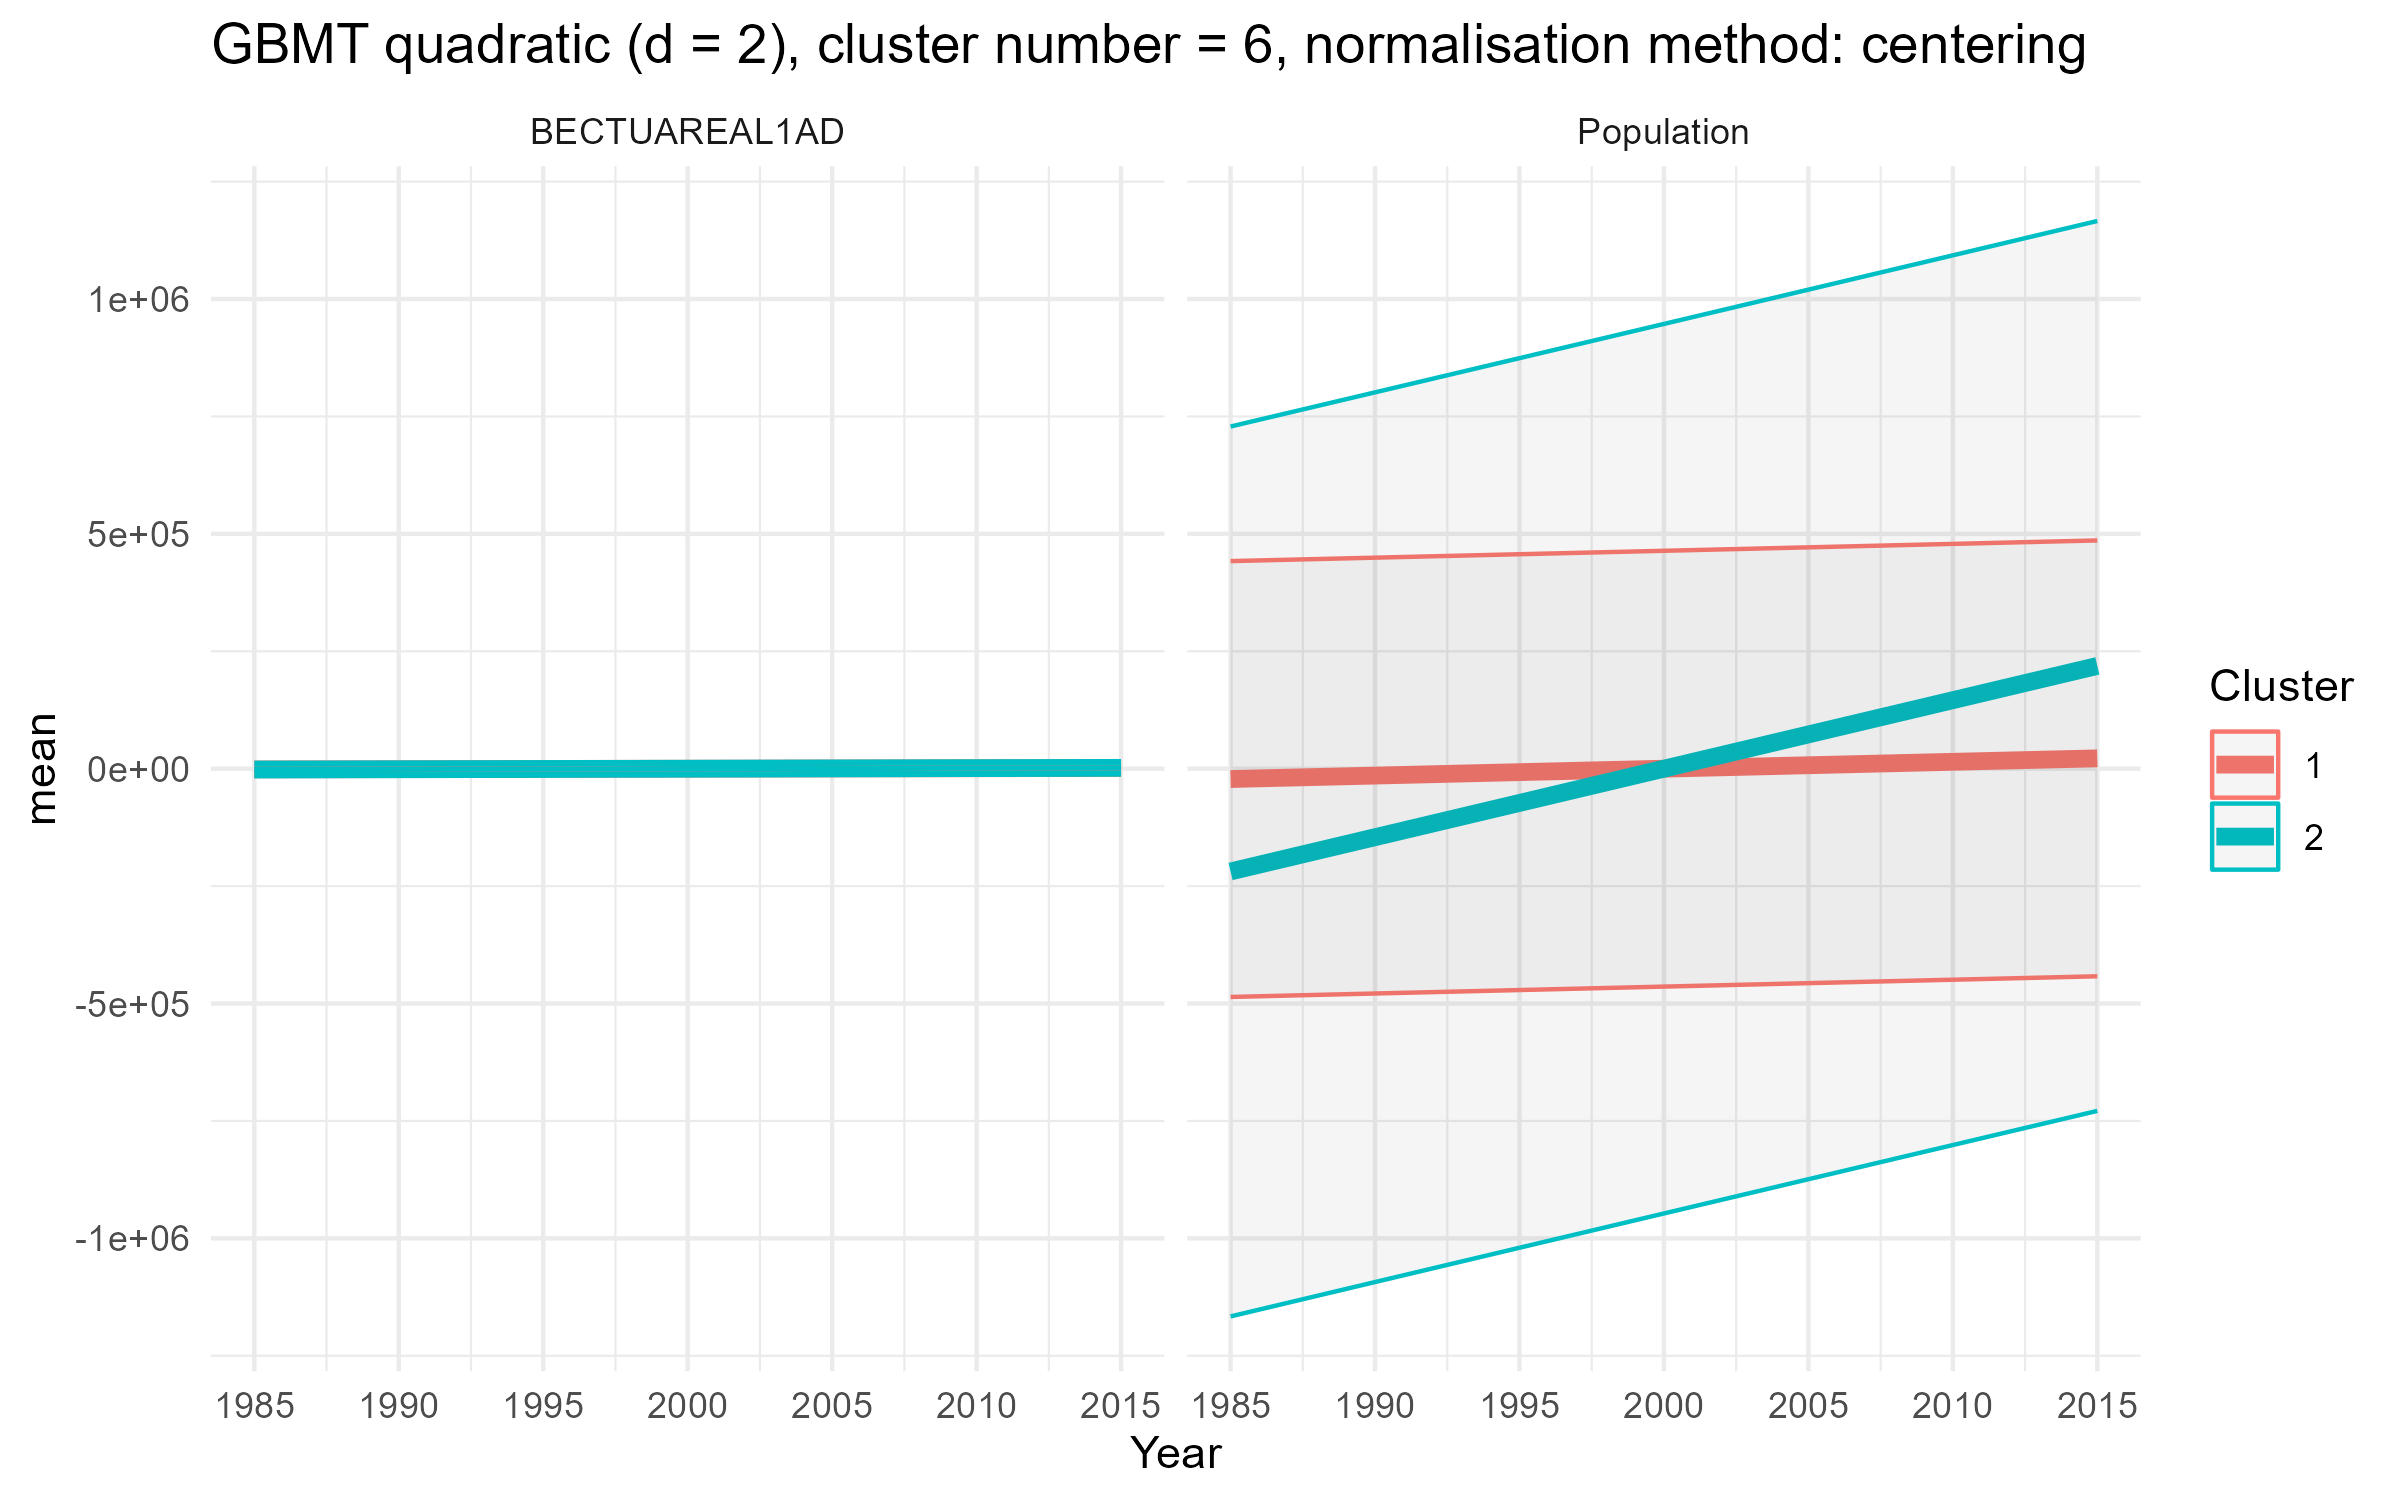 GBMT quadratic (d = 2), cluster number = 6, normalisation method: centering
BECTUAREAL1AD
Population
1e+06
5e+05
0e+00
-5e+05
-1e+06
mean
1985 1990 1995 2000 2005 2010 2015
1985 1990 1995 2000 2005 2010 2015
Year
Cluster
1
2